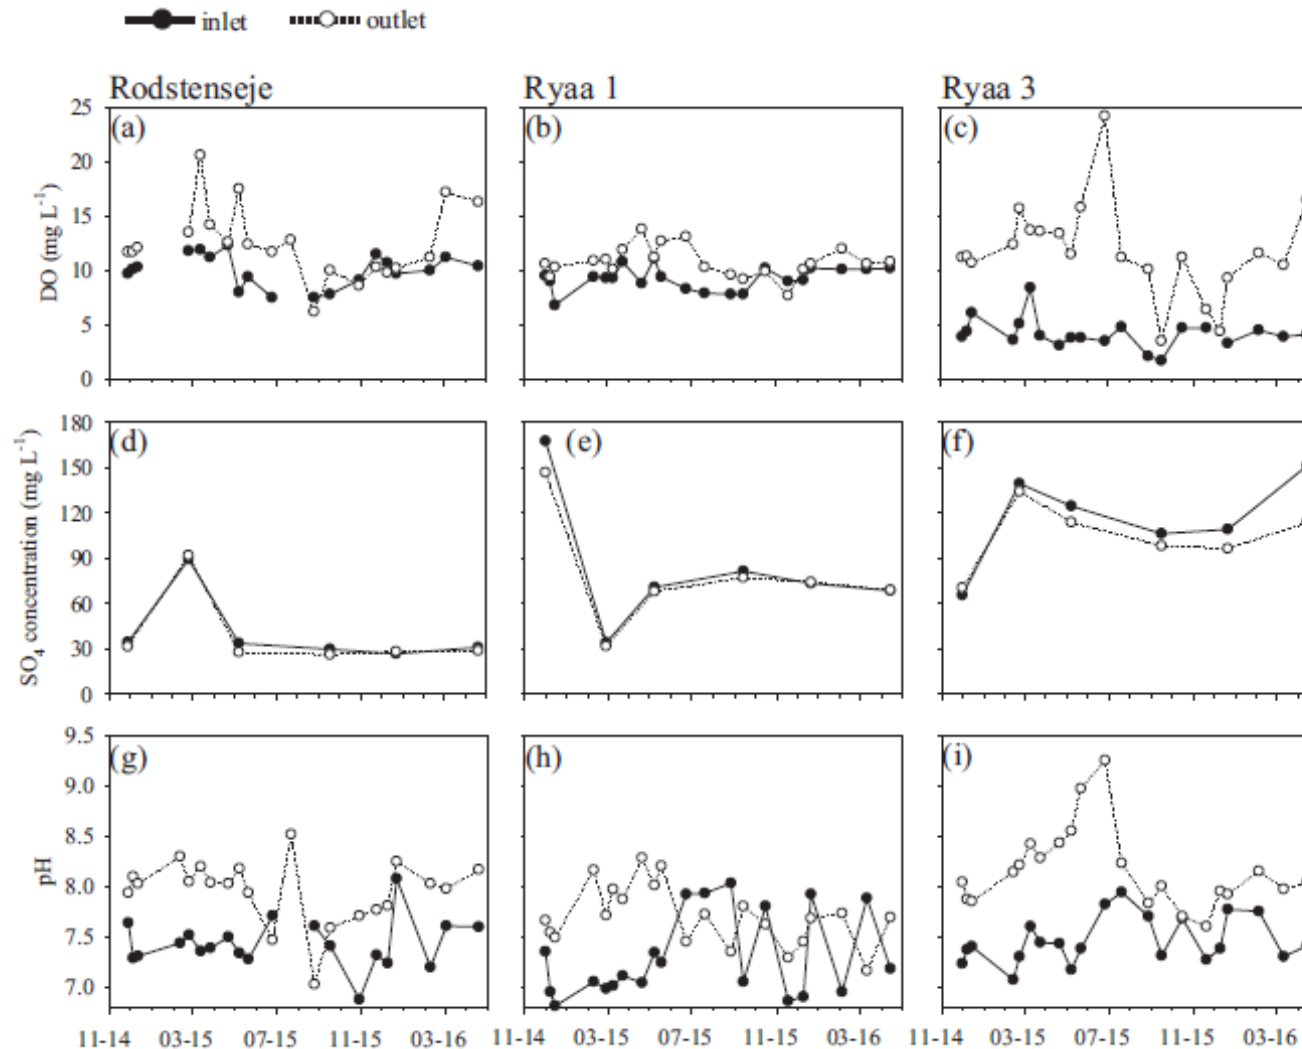 inlet outlet
Rodstenseje Ryaa 1 Ryaa 3
25 (a) (b) (c)
20
15
10
5
0
DO (mg L⁻¹)
180 (d) (e) (f)
150
120
90
60
30
0
SO₄ concentration (mg L⁻¹)
9.5 (g) (h) (i)
9.0
8.5
8.0
7.5
7.0
pH
11-14 03-15 07-15 11-15 03-16 11-14 03-15 07-15 11-15 03-16 11-14 03-15 07-15 11-15 03-16